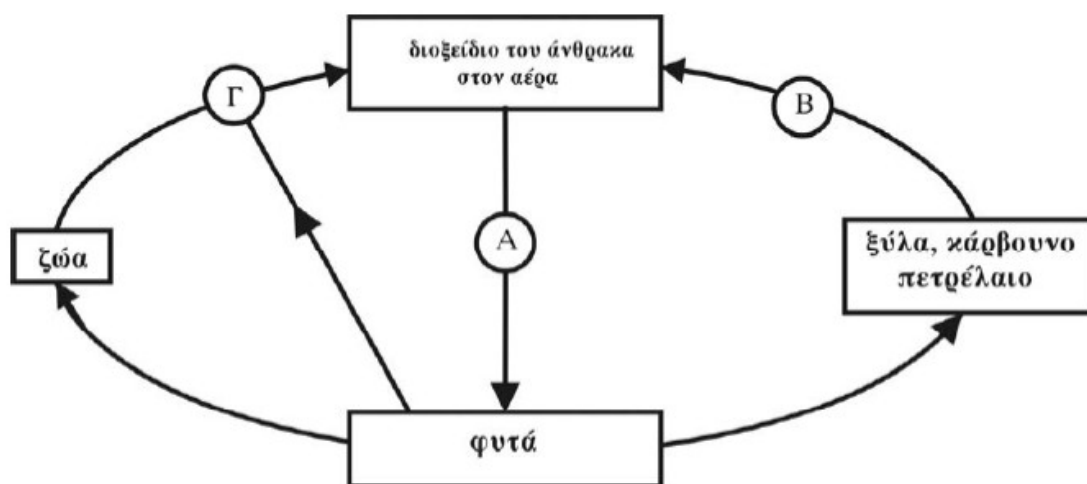 διοξείδιο του άνθρακα
στον αέρα
Γ
Β
Α
ζώα
ξύλα, κάρβουνο
πετρέλαιο
φυτά